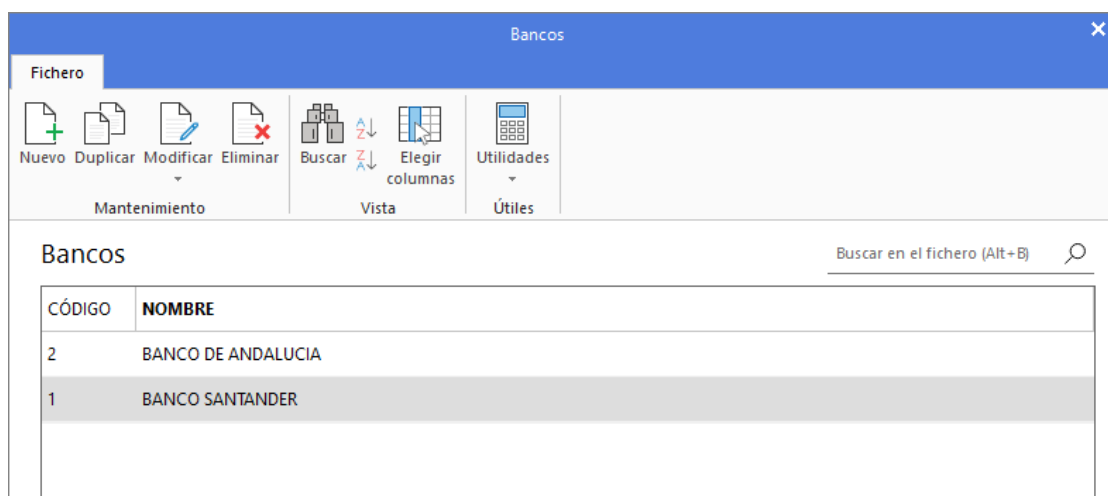 Bancos
Fichero
Nuevo Duplicar Modificar Eliminar Buscar Elegir columnas Utilidades
Mantenimiento Vista Útiles
Bancos
Buscar en el fichero (Alt+B)
CÓDIGO NOMBRE
2 BANCO DE ANDALUCIA
1 BANCO SANTANDER